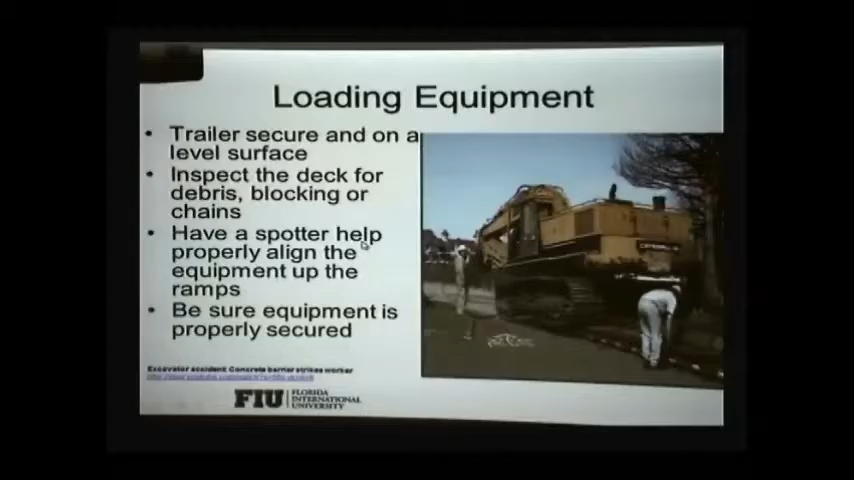 Loading Equipment
• Trailer secure and on a
level surface
• Inspect the deck for
debris, blocking or
chains
• Have a spotter help
properly align the
equipment up the
ramps
• Be sure equipment is
properly secured
Excavator accident: Concrete barrier strikes worker
FIU
FLORIDA
INTERNATIONAL
UNIVERSITY